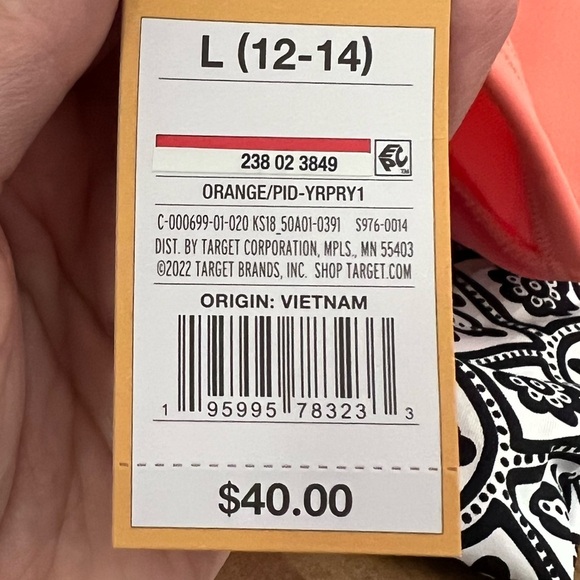 L (12-14)
238 02 3849
EPC™
ORANGE/PID-YRPRY1
C-000699-01-020 KS18_50A01-0391 S976-0014
DIST. BY TARGET CORPORATION, MPLS., MN 55403
©2022 TARGET BRANDS, INC. SHOP TARGET.COM
ORIGIN: VIETNAM
1 95995 78323 3
$40.00